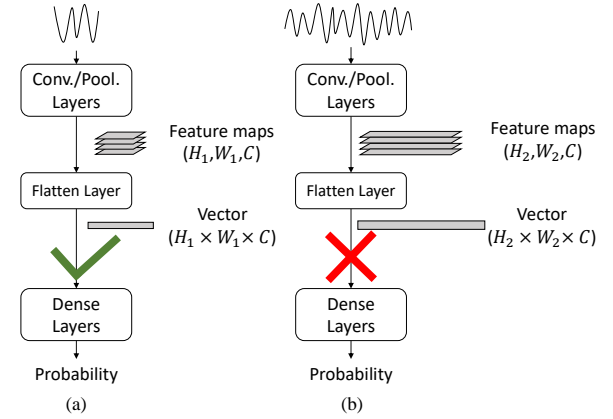 Conv./Pool.
Layers
Feature maps
(H₁,W₁,C)
Flatten Layer
Vector
(H₁ × W₁ × C)
Dense
Layers
Probability
(a)
Conv./Pool.
Layers
Feature maps
(H₂,W₂,C)
Flatten Layer
Vector
(H₂ × W₂ × C)
Dense
Layers
Probability
(b)